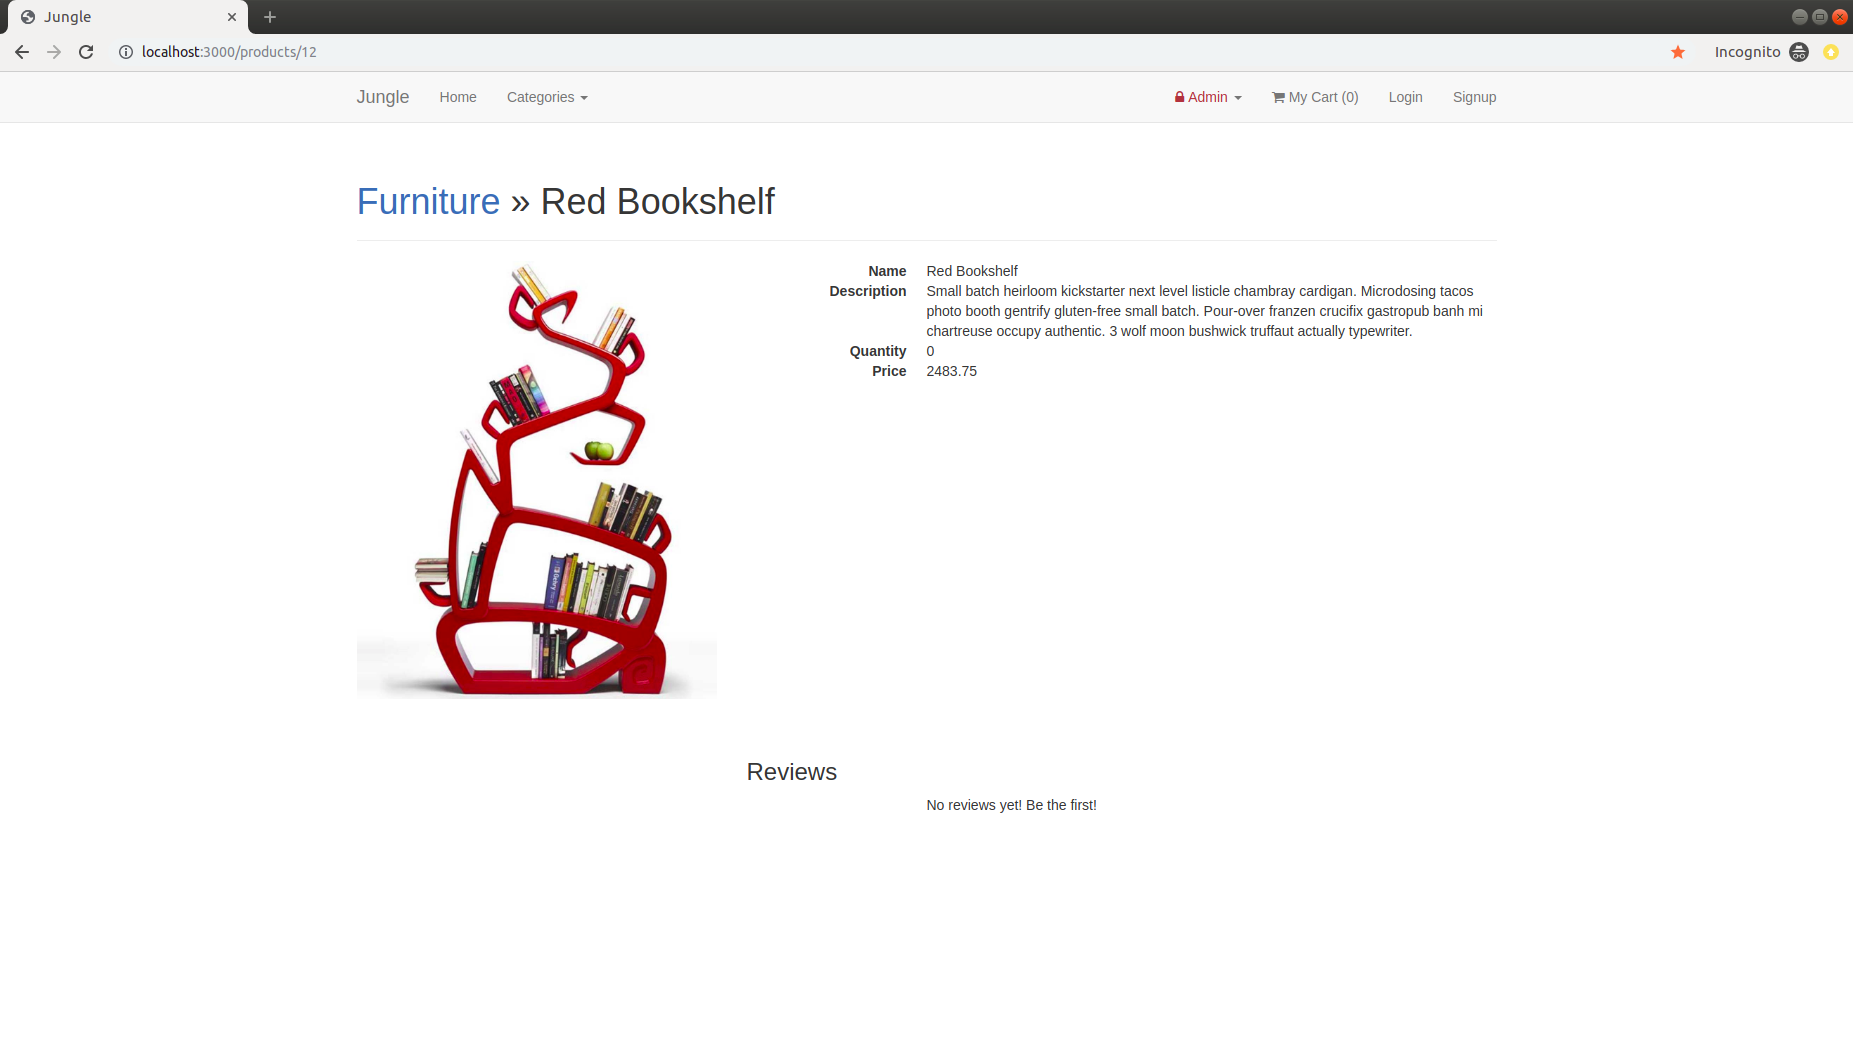 Jungle
localhost:3000/products/12
Incognito
Jungle Home Categories Admin My Cart (0) Login Signup
Furniture » Red Bookshelf
Name Red Bookshelf
Description Small batch heirloom kickstarter next level listicle chambray cardigan. Microdosing tacos
photo booth gentrify gluten-free small batch. Pour-over franzen crucifix gastropub banh mi
chartreuse occupy authentic. 3 wolf moon bushwick truffaut actually typewriter.
Quantity 0
Price 2483.75
Reviews
No reviews yet! Be the first!